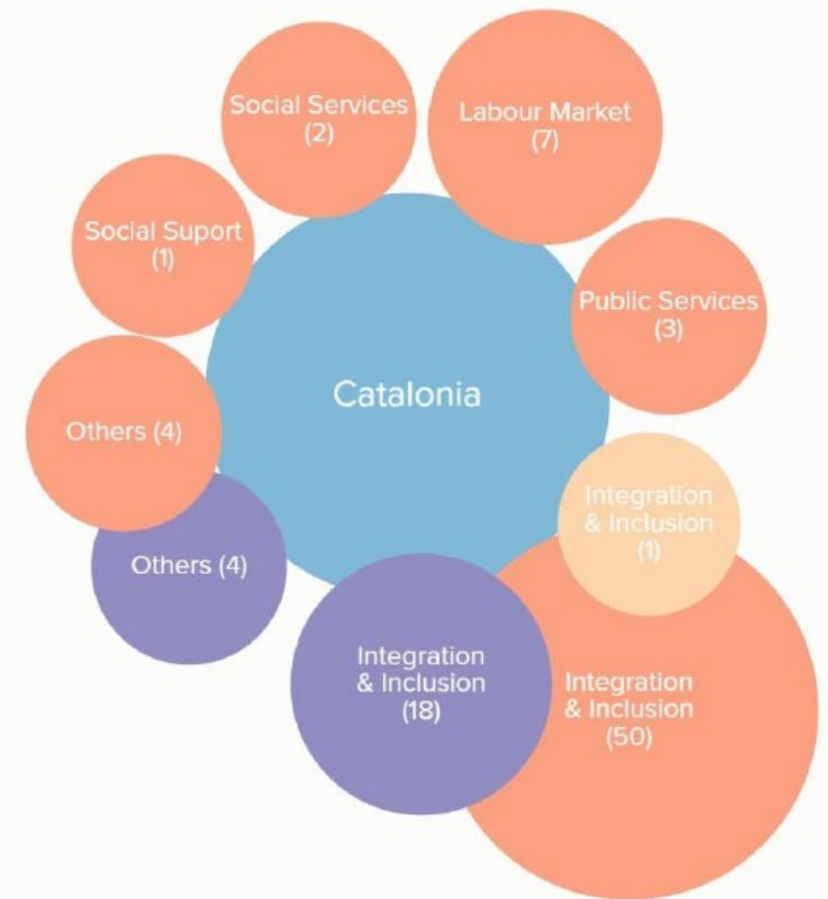 Social Services
(2)
Labour Market
(7)
Social Suport
(1)
Public Services
(3)
Catalonia
Others (4)
Integration
& Inclusion
(1)
Others (4)
Integration
& Inclusion
(18)
Integration
& Inclusion
(50)